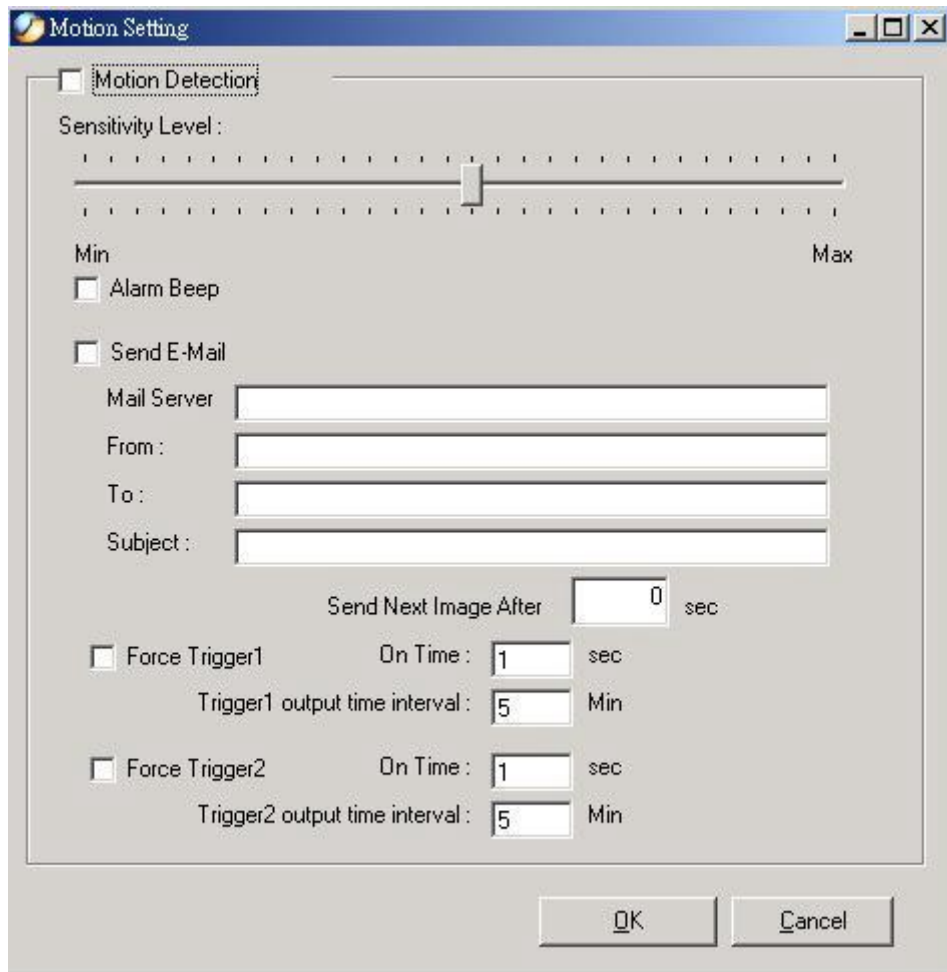 Motion Setting
Motion Detection
Sensitivity Level :
Min Max
Alarm Beep
Send E-Mail
Mail Server
From :
To :
Subject :
Send Next Image After 0 sec
Force Trigger1 On Time : 1 sec
Trigger1 output time interval : 5 Min
Force Trigger2 On Time : 1 sec
Trigger2 output time interval : 5 Min
OK Cancel